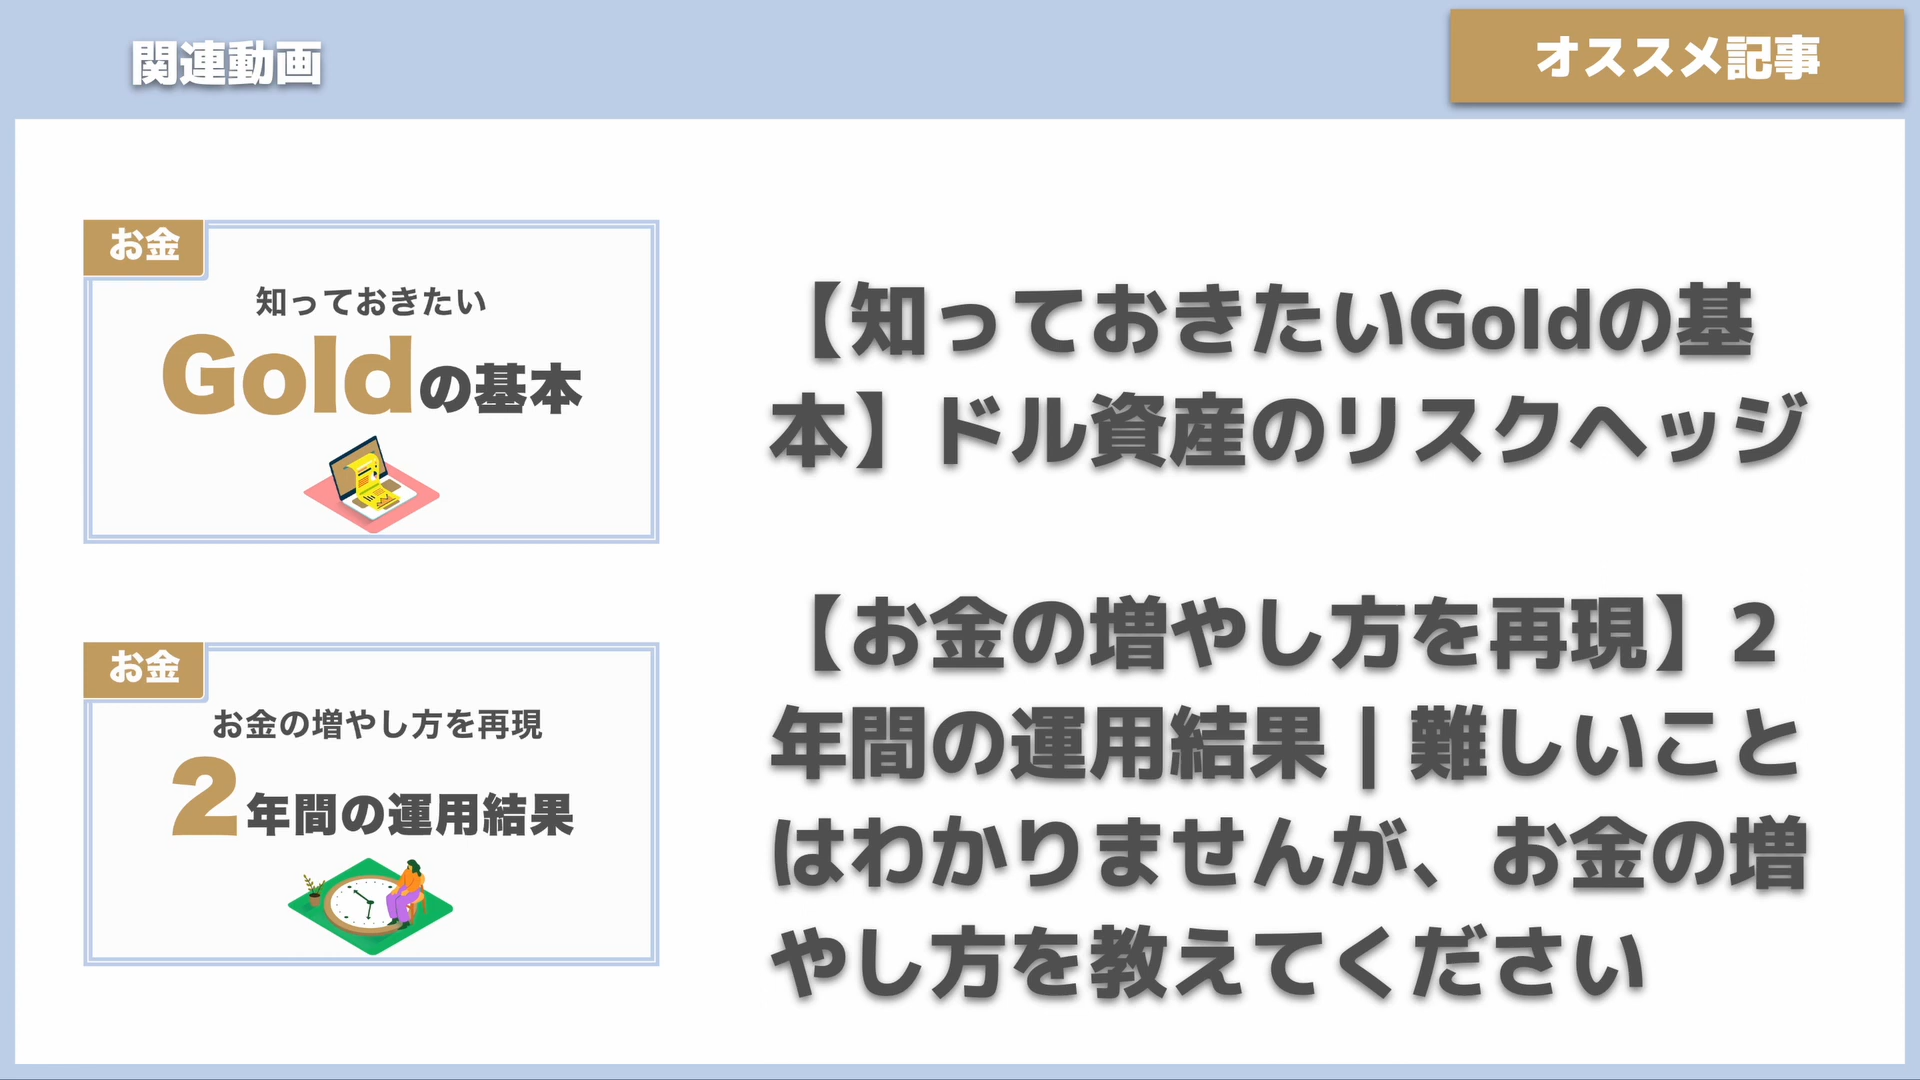 関連動画
オススメ記事
お金
知っておきたい
Goldの基本
【知っておきたいGoldの基
本】ドル資産のリスクヘッジ
お金
お金の増やし方を再現
2年間の運用結果
【お金の増やし方を再現】2
年間の運用結果｜難しいこと
はわかりませんが、お金の増
やし方を教えてください